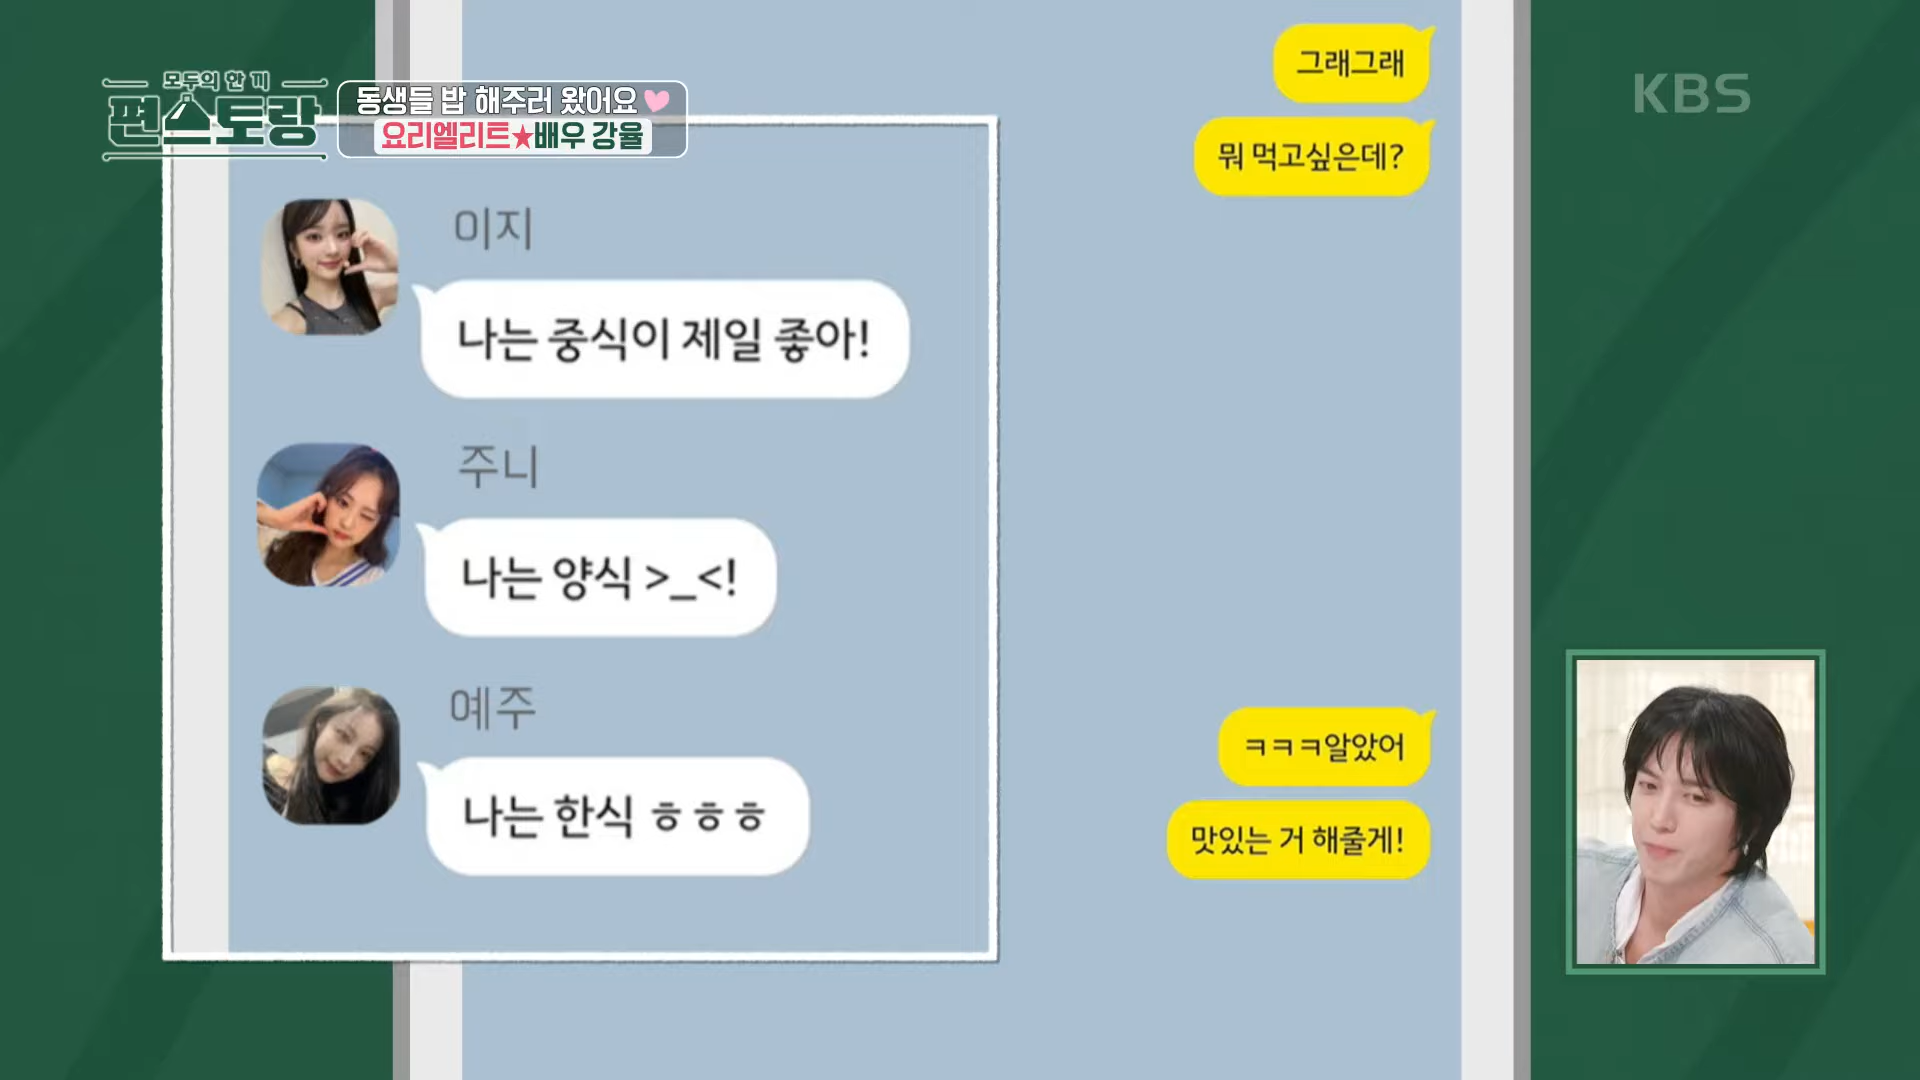 모두의 한 끼
편스토랑
동생들 밥 해주러 왔어요
요리엘리트★배우 강율
KBS
그래그래
뭐 먹고싶은데?
이지
나는 중식이 제일 좋아!
주니
나는 양식 >_<!
예주
나는 한식 ㅎㅎㅎ
ㅋㅋㅋ알았어
맛있는 거 해줄게!